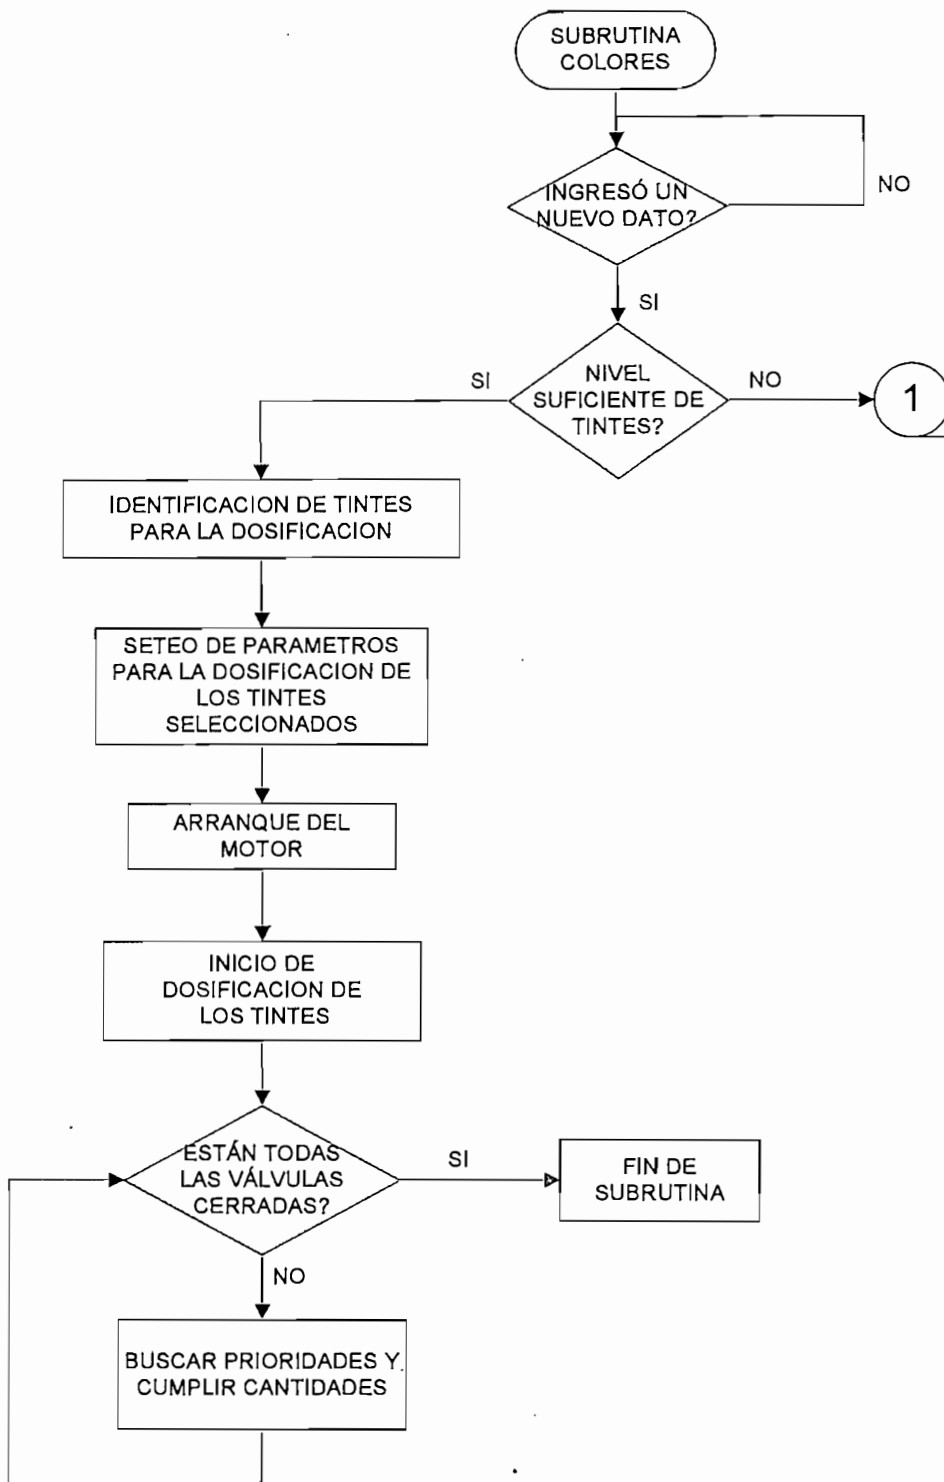 SUBRUTINA
COLORES
INGRESÓ UN
NUEVO DATO?
NO
SI
NIVEL
SUFICIENTE DE
TINTES?
SI
NO
1
IDENTIFICACION DE TINTES
PARA LA DOSIFICACION
SETEO DE PARAMETROS
PARA LA DOSIFICACION DE
LOS TINTES
SELECCIONADOS
ARRANQUE DEL
MOTOR
INICIO DE
DOSIFICACION DE
LOS TINTES
ESTÁN TODAS
LAS VÁLVULAS
CERRADAS?
SI
FIN DE
SUBRUTINA
NO
BUSCAR PRIORIDADES Y
CUMPLIR CANTIDADES